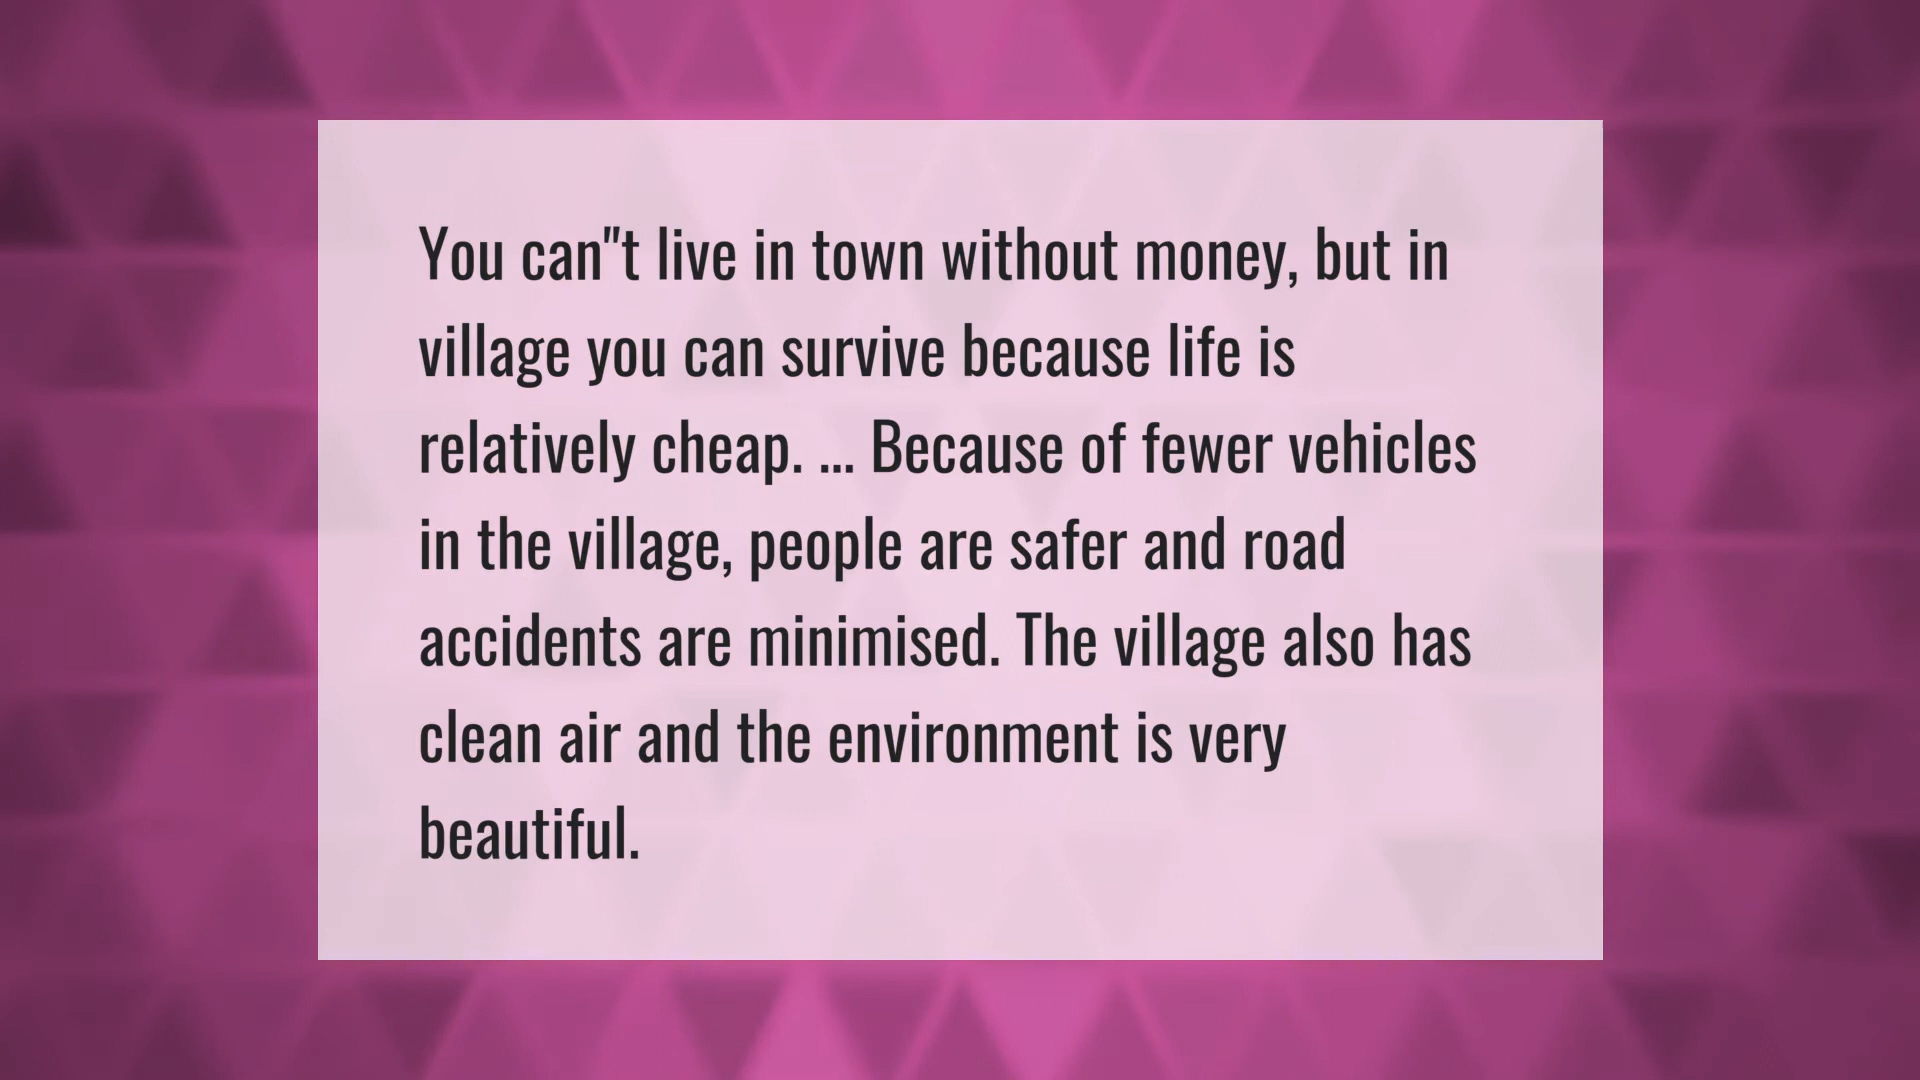 You can"t live in town without money, but in
village you can survive because life is
relatively cheap. ... Because of fewer vehicles
in the village, people are safer and road
accidents are minimised. The village also has
clean air and the environment is very
beautiful.